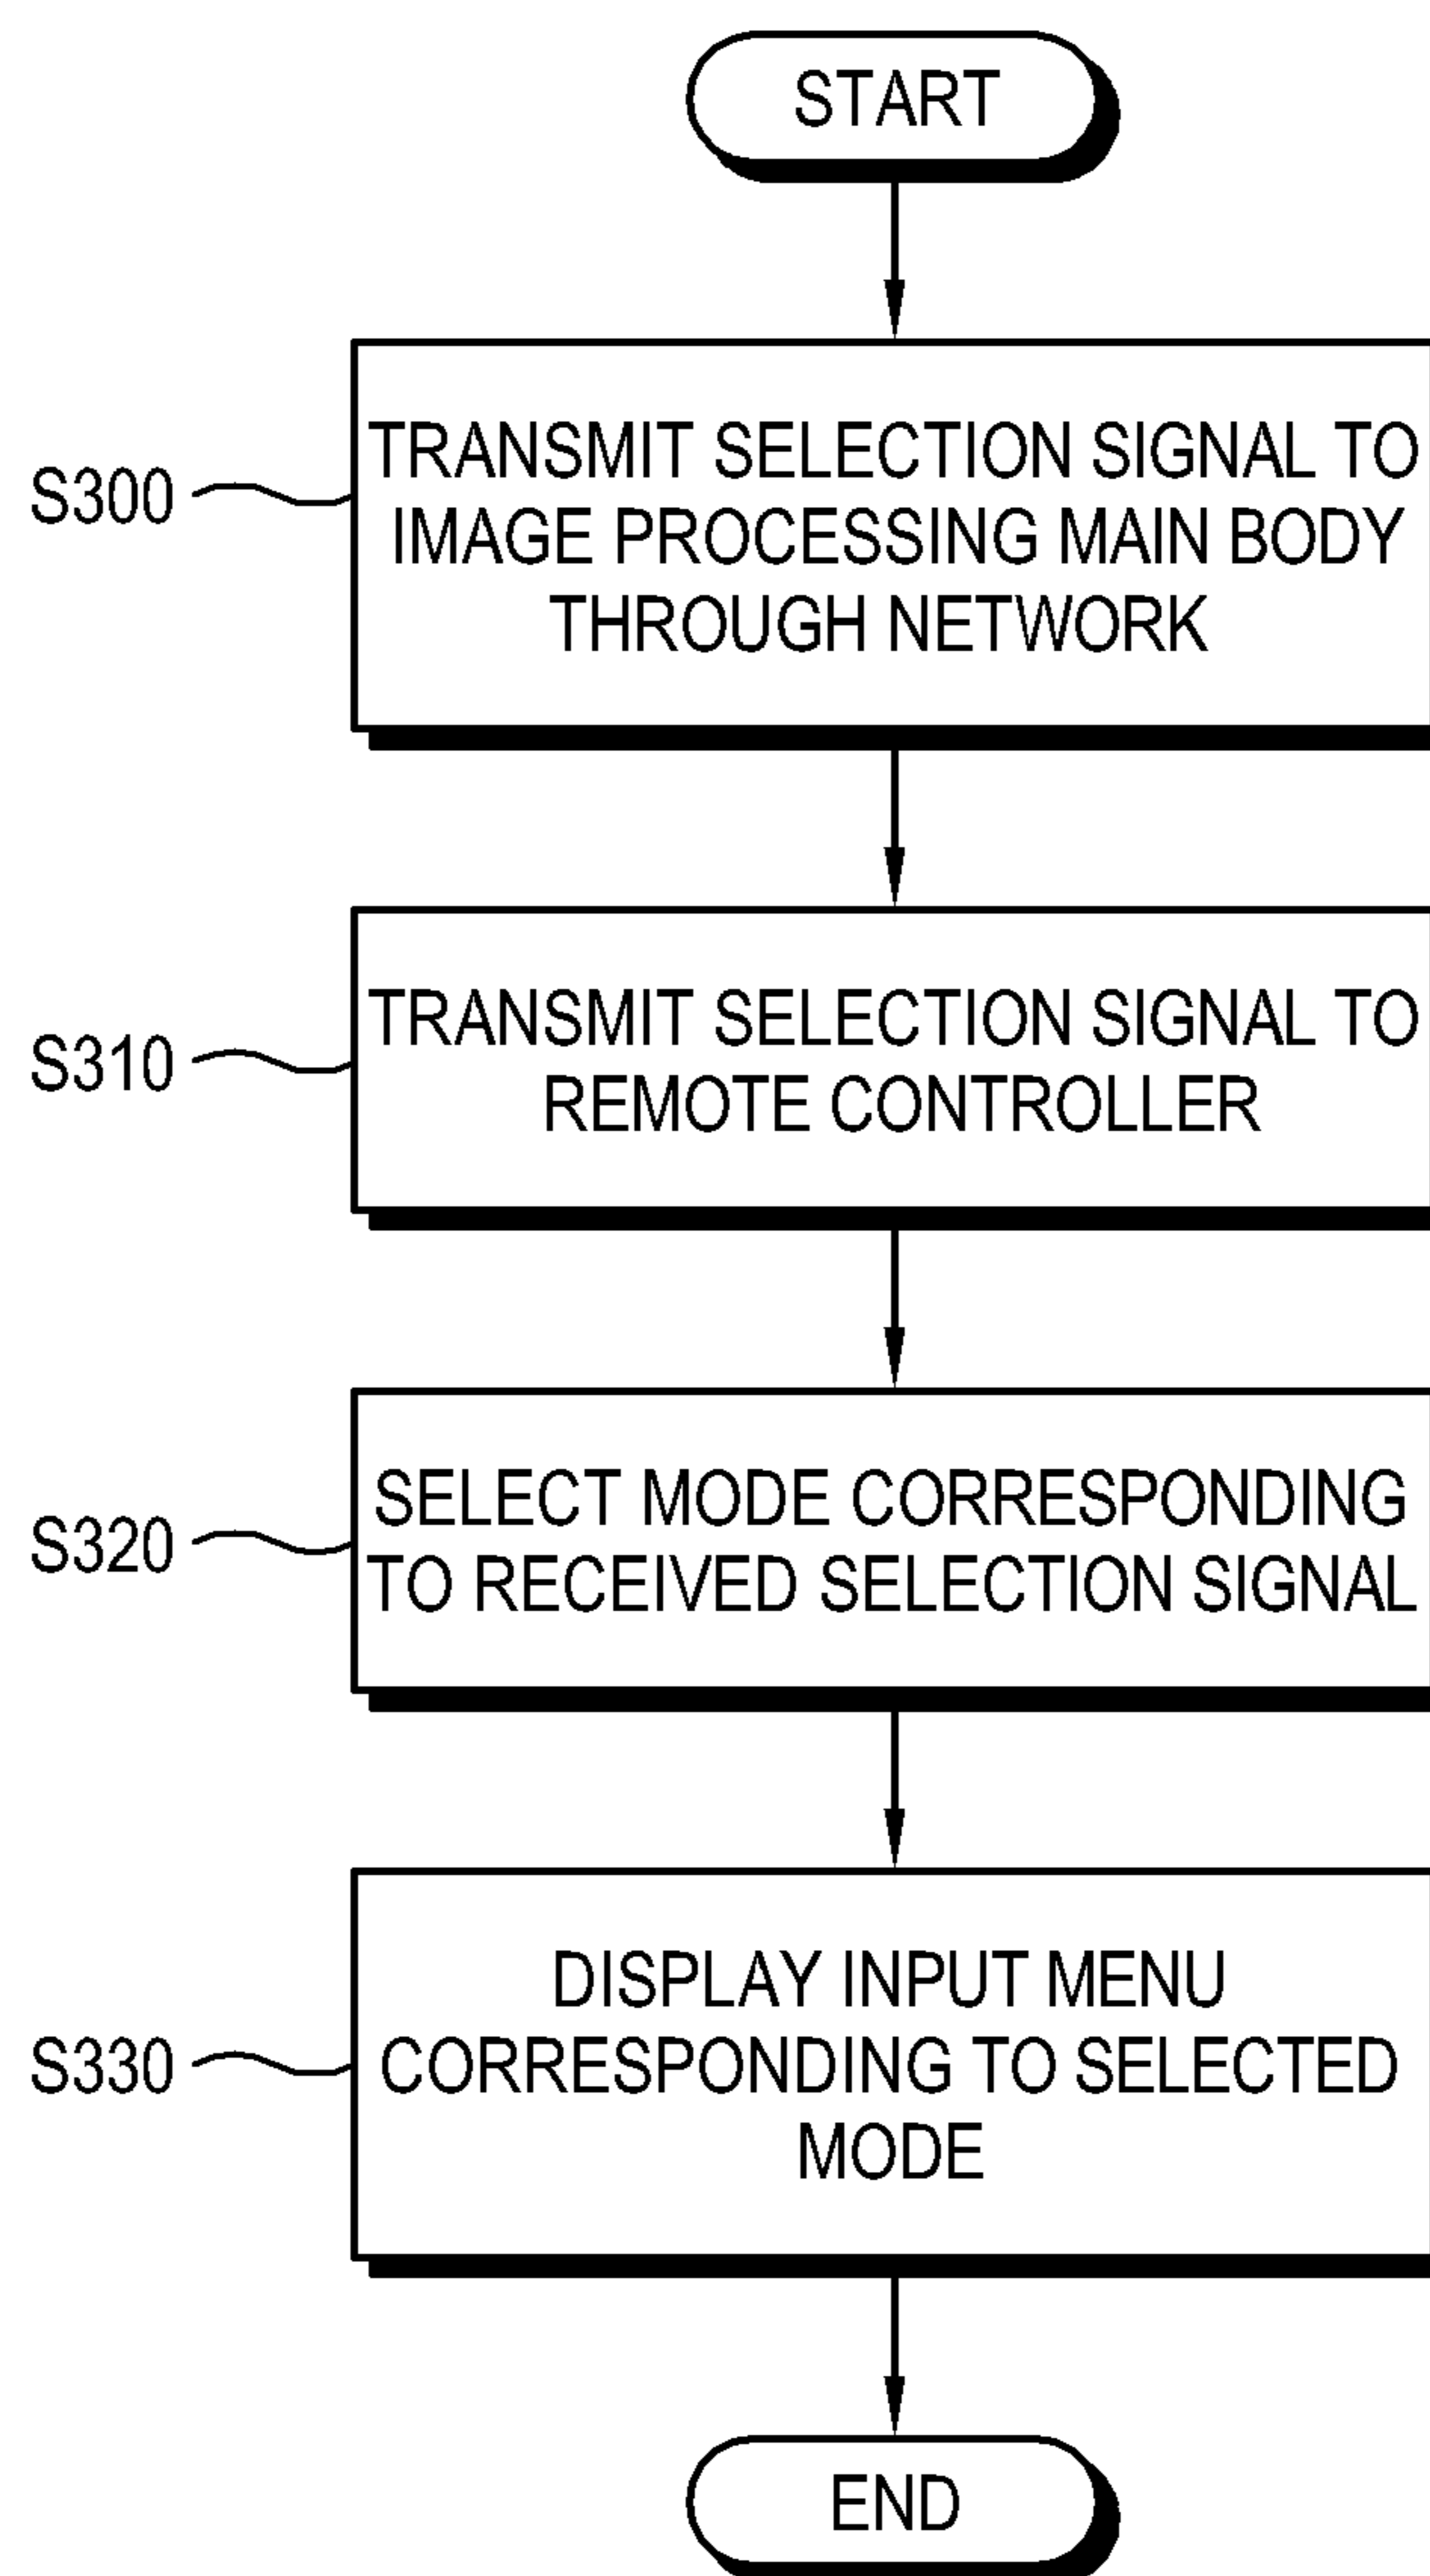 START
S300
TRANSMIT SELECTION SIGNAL TO
IMAGE PROCESSING MAIN BODY
THROUGH NETWORK
S310
TRANSMIT SELECTION SIGNAL TO
REMOTE CONTROLLER
S320
SELECT MODE CORRESPONDING
TO RECEIVED SELECTION SIGNAL
S330
DISPLAY INPUT MENU
CORRESPONDING TO SELECTED
MODE
END